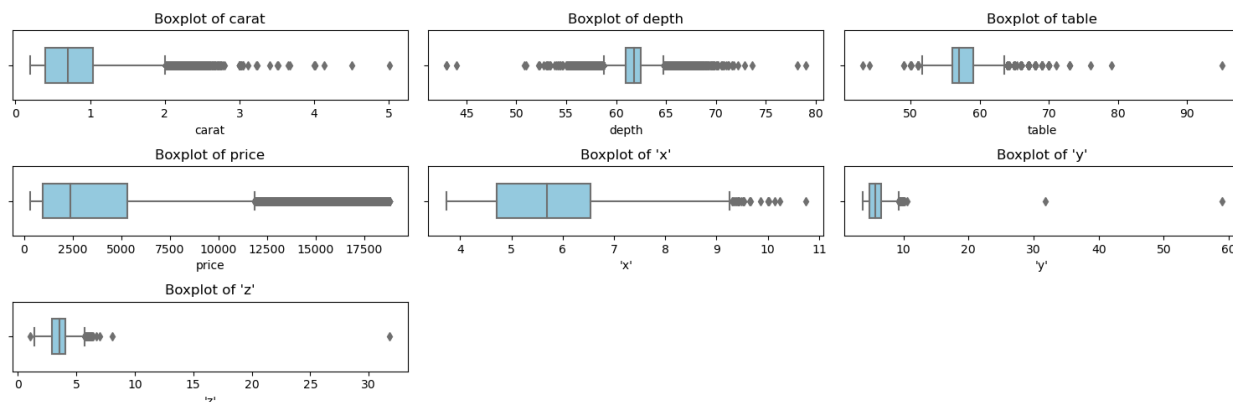 Boxplot of carat
0 1 2 3 4 5
carat
Boxplot of depth
45 50 55 60 65 70 75 80
depth
Boxplot of table
50 60 70 80 90
table
Boxplot of price
0 2500 5000 7500 10000 12500 15000 17500
price
Boxplot of 'x'
4 5 6 7 8 9 10 11
'x'
Boxplot of 'y'
10 20 30 40 50 60
'y'
Boxplot of 'z'
0 5 10 15 20 25 30
'z'